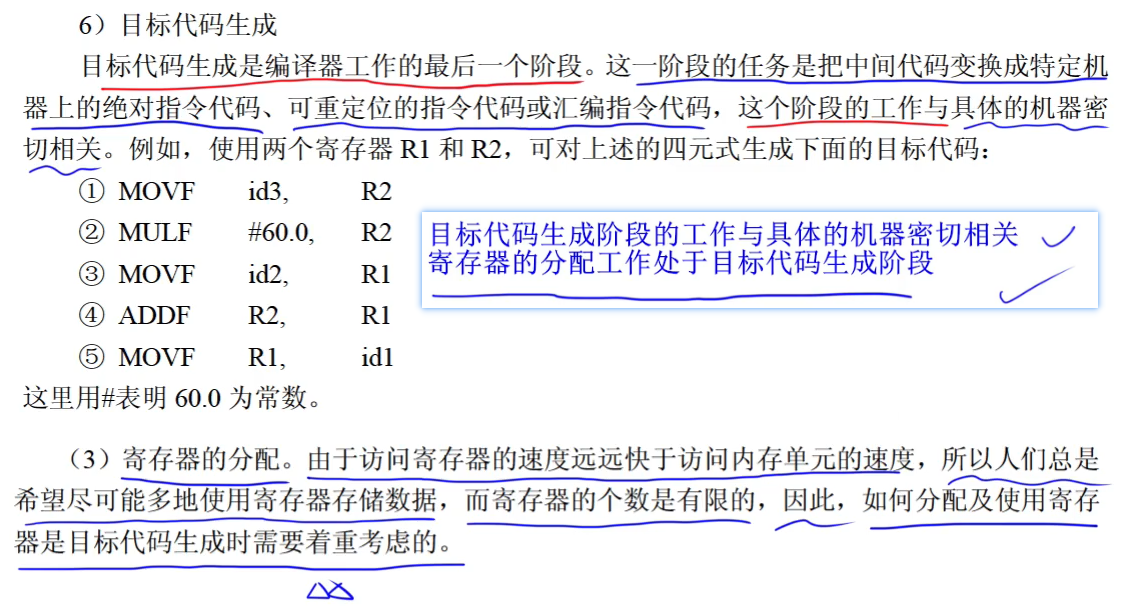 6）目标代码生成
目标代码生成是编译器工作的最后一个阶段。这一阶段的任务是把中间代码变换成特定机
器上的绝对指令代码、可重定位的指令代码或汇编指令代码，这个阶段的工作与具体的机器密
切相关。例如，使用两个寄存器 R1 和 R2，可对上述的四元式生成下面的目标代码：
① MOVF id3, R2
② MULF #60.0, R2
③ MOVF id2, R1
④ ADDF R2, R1
⑤ MOVF R1, id1
目标代码生成阶段的工作与具体的机器密切相关
寄存器的分配工作处于目标代码生成阶段
这里用#表明 60.0 为常数。
（3）寄存器的分配。由于访问寄存器的速度远远快于访问内存单元的速度，所以人们总是
希望尽可能多地使用寄存器存储数据，而寄存器的个数是有限的，因此，如何分配及使用寄存
器是目标代码生成时需要着重考虑的。